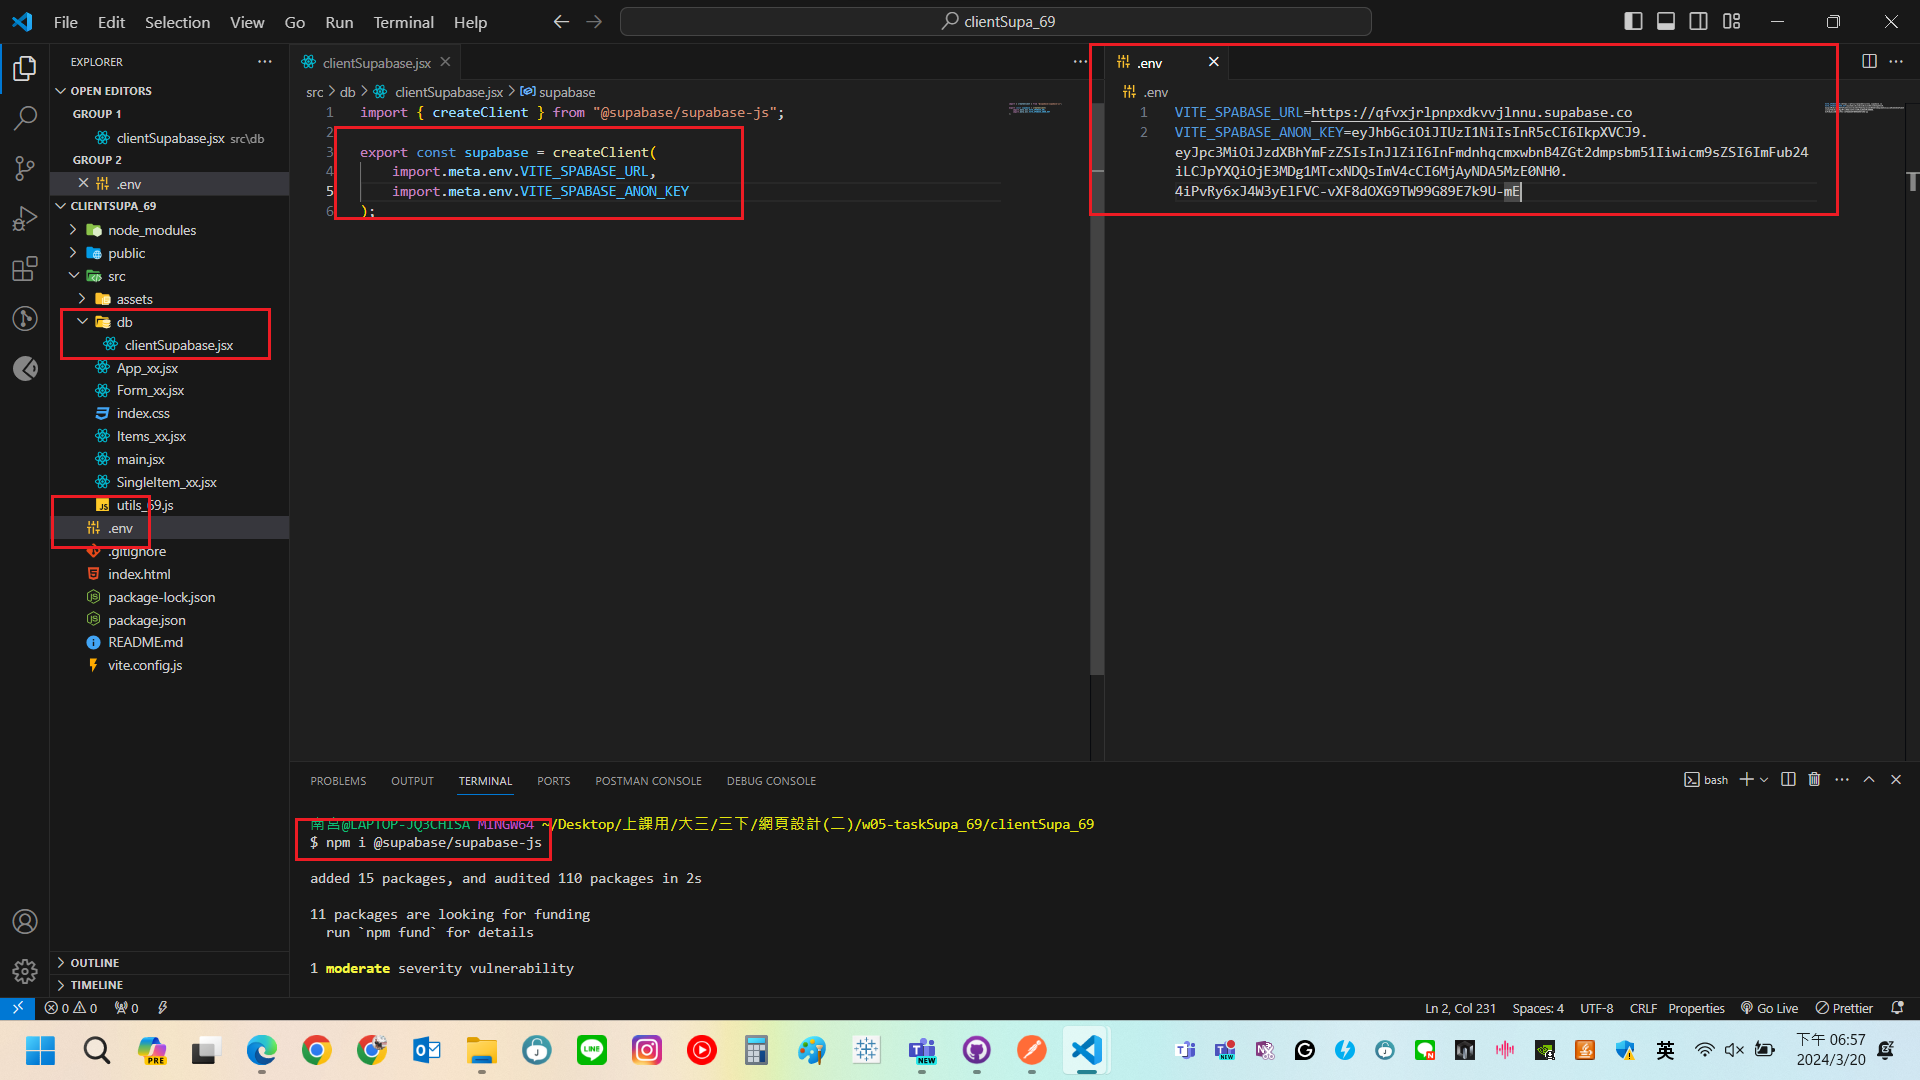 File Edit Selection View Go Run Terminal Help
clientSupa_69
EXPLORER
OPEN EDITORS
GROUP 1
clientSupabase.jsx src\db
GROUP 2
.env
CLIENTSUPA_69
node_modules
public
src
assets
db
clientSupabase.jsx
App_xx.jsx
Form_xx.jsx
index.css
Items_xx.jsx
main.jsx
SingleItem_xx.jsx
utils_69.js
.env
.gitignore
index.html
package-lock.json
package.json
README.md
vite.config.js
OUTLINE
TIMELINE
clientSupabase.jsx
src > db > clientSupabase.jsx > supabase
1 import { createClient } from "@supabase/supabase-js";
2
3 export const supabase = createClient(
4 import.meta.env.VITE_SPABASE_URL,
5 import.meta.env.VITE_SPABASE_ANON_KEY
6 );
.env
.env
1 VITE_SPABASE_URL=https://qfvxjrlpnpxdkvvjlnnu.supabase.co
2 VITE_SPABASE_ANON_KEY=eyJhbGciOiJIUzI1NiIsInR5cCI6IkpXVCJ9.
eyJpc3MiOiJzdXBhYmFzZSIsInJlZiI6InFmdnhqcmxwbnB4ZGt2dmpsbm51Iiwicm9sZSI6ImFub24
iLCJpYXQiOjE3MDg1MTcxNDQsImV4cCI6MjAyNDA5MzE0NH0.
4iPvRy6xJ4W3yE1FVC-vXF8dOXG9TW99G89E7k9U-mE
PROBLEMS OUTPUT TERMINAL PORTS POSTMAN CONSOLE DEBUG CONSOLE
bash
南宮@LAPTOP-JQ3CHISA MINGW64 ~/Desktop/上課用/大三/三下/網頁設計(二)/w05-taskSupa_69/clientSupa_69
$ npm i @supabase/supabase-js
added 15 packages, and audited 110 packages in 2s
11 packages are looking for funding
run `npm fund` for details
1 moderate severity vulnerability
0 0 0
Ln 2, Col 231 Spaces: 4 UTF-8 CRLF Properties Go Live Prettier
英
下午 06:57
2024/3/20